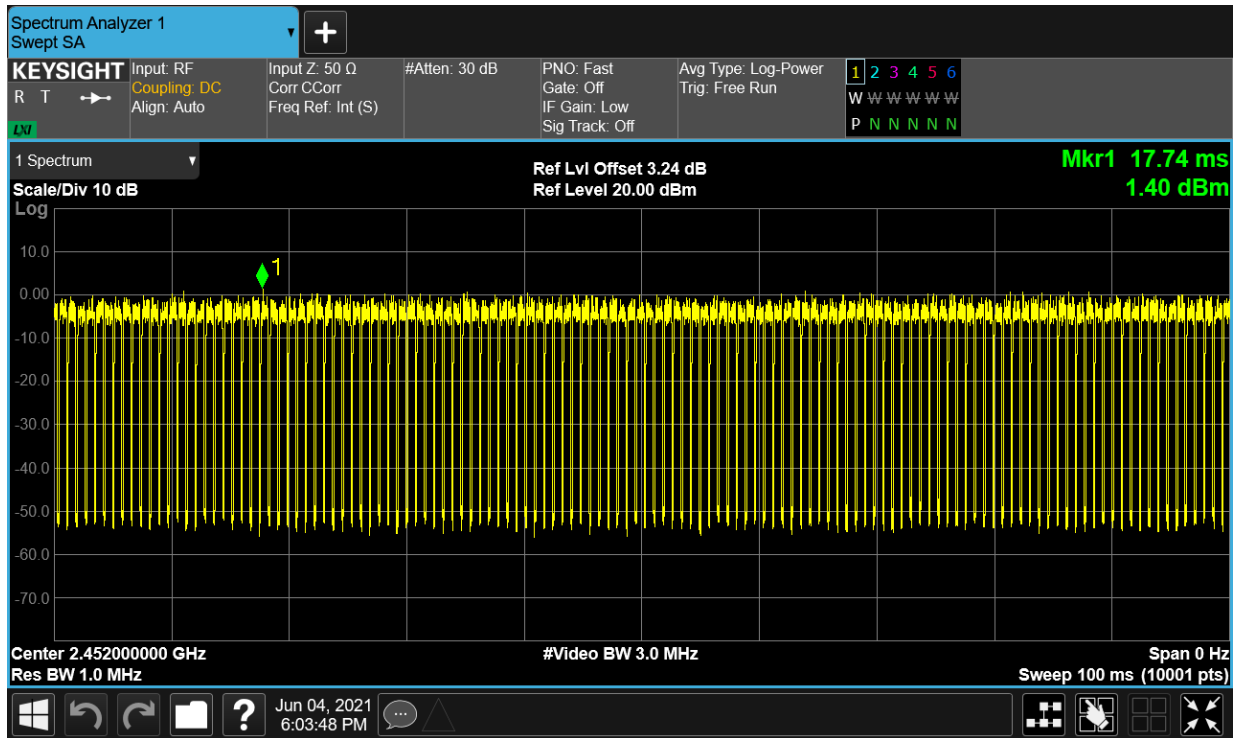 Spectrum Analyzer 1
Swept SA
KEYSIGHT
R T
LXI
Input: RF
Coupling: DC
Align: Auto
Input Z: 50 Ω
Corr CCorr
Freq Ref: Int (S)
#Atten: 30 dB
PNO: Fast
Gate: Off
IF Gain: Low
Sig Track: Off
Avg Type: Log-Power
Trig: Free Run
1 2 3 4 5 6
W W W W W W
P N N N N N
1 Spectrum
Scale/Div 10 dB
Log
Ref Lvl Offset 3.24 dB
Ref Level 20.00 dBm
Mkr1 17.74 ms
1.40 dBm
10.0
1
0.00
-10.0
-20.0
-30.0
-40.0
-50.0
-60.0
-70.0
Center 2.452000000 GHz
#Video BW 3.0 MHz
Span 0 Hz
Res BW 1.0 MHz
Sweep 100 ms (10001 pts)
?
Jun 04, 2021
6:03:48 PM